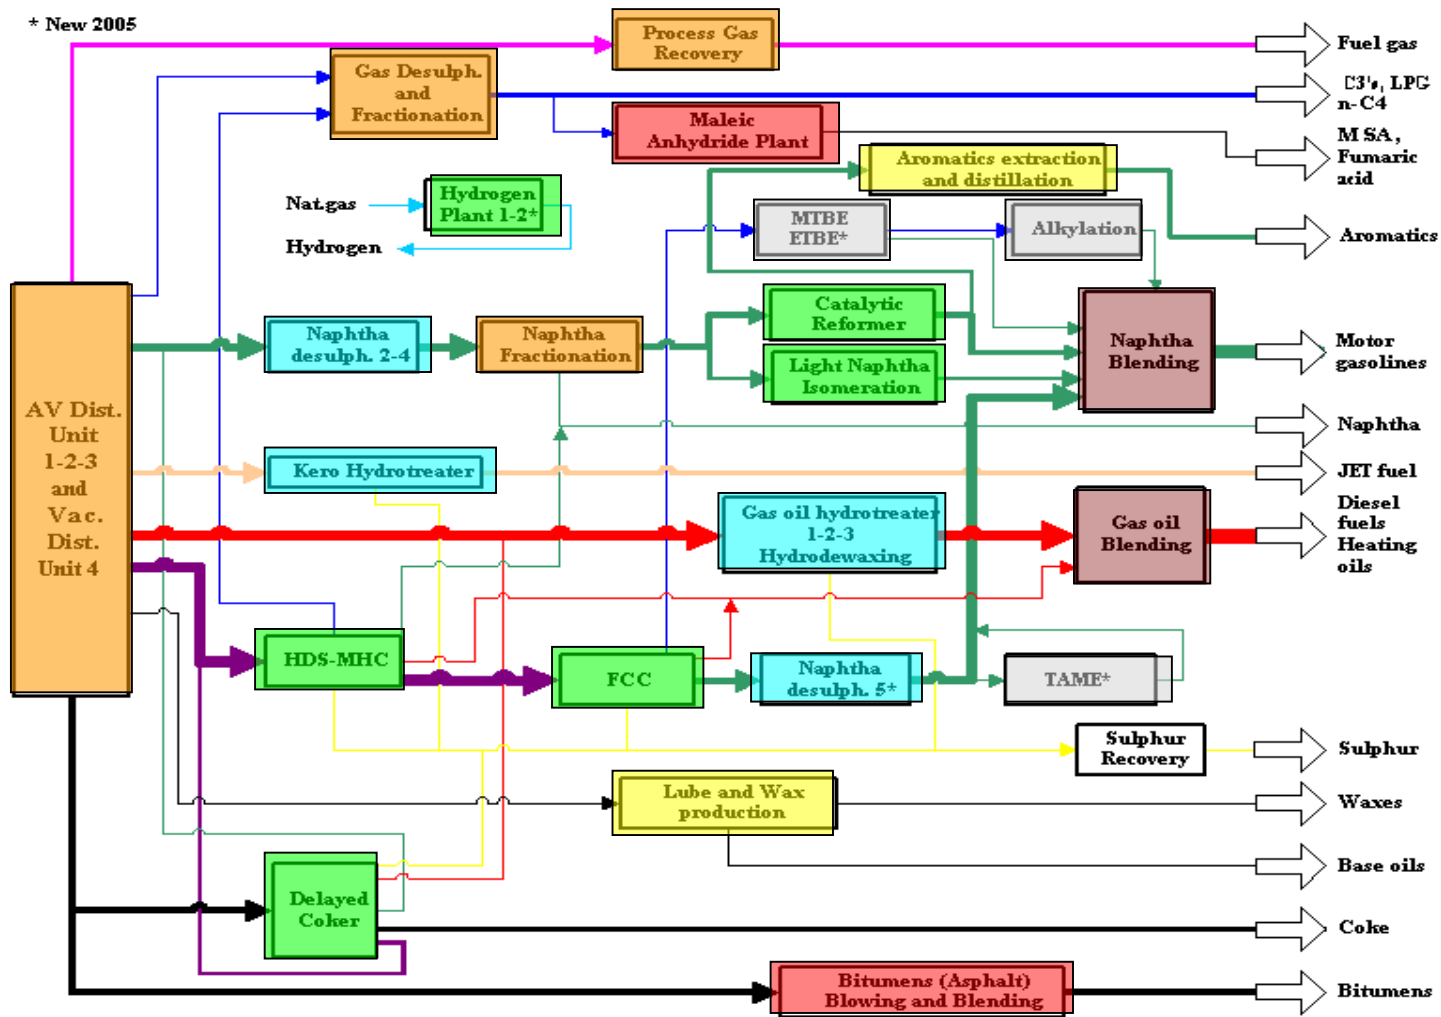 * New 2005
Process Gas
Recovery
Fuel gas
Gas Desulph.
and
Fractionation
C3's, LPG
n-C4
Maleic
Anhydride Plant
M SA ,
Fumaric
acid
Aromatics extraction
and distillation
Nat.gas
Hydrogen
Plant 1-2*
Hydrogen
MTBE
ETBE*
Alkylation
Aromatics
Naphtha
desulph. 2-4
Naphtha
Fractionation
Catalytic
Reformer
Light Naphtha
Isomeration
Naphtha
Blending
Motor
gasolines
AV Dist.
Unit
1-2-3
and
Vac.
Dist.
Unit 4
Naphtha
Kero Hydrotreater
JET fuel
Gas oil hydrotreater
1-2-3
Hydrodewaxing
Gas oil
Blending
Diesel
fuels
Heating
oils
HDS-MHC
FCC
Naphtha
desulph. 5*
TAME*
Sulphur
Recovery
Sulphur
Lube and Wax
production
Waxes
Base oils
Delayed
Coker
Coke
Bitumens (Asphalt)
Blowing and Blending
Bitumens